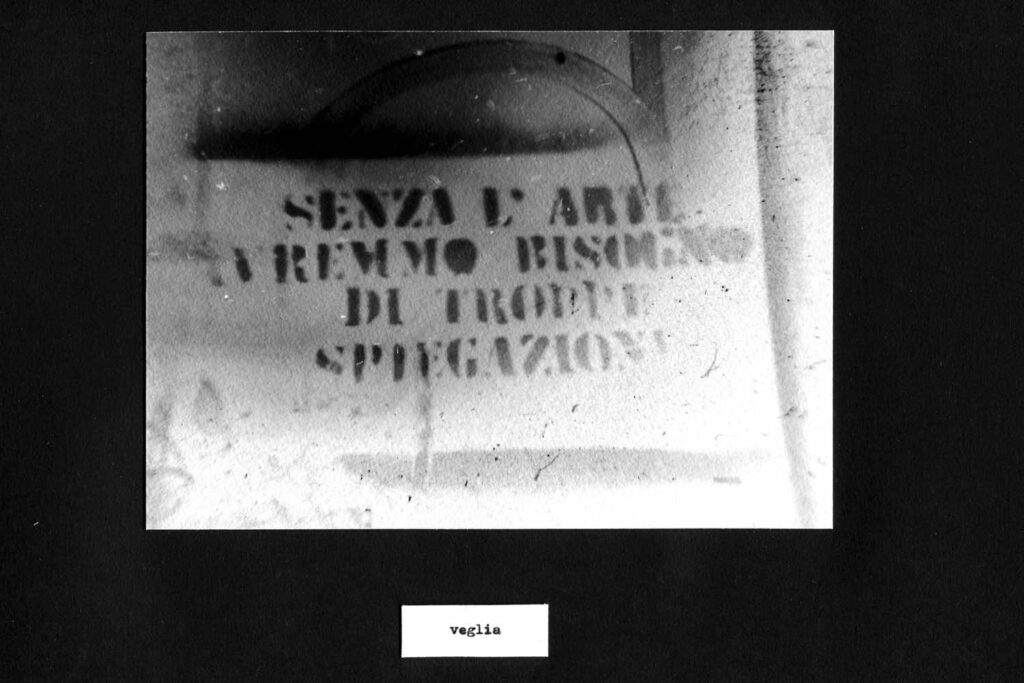 SENZA L' ARTE
AVREMMO BISOGNO
DI TROPPE
SPIEGAZIONI
veglia